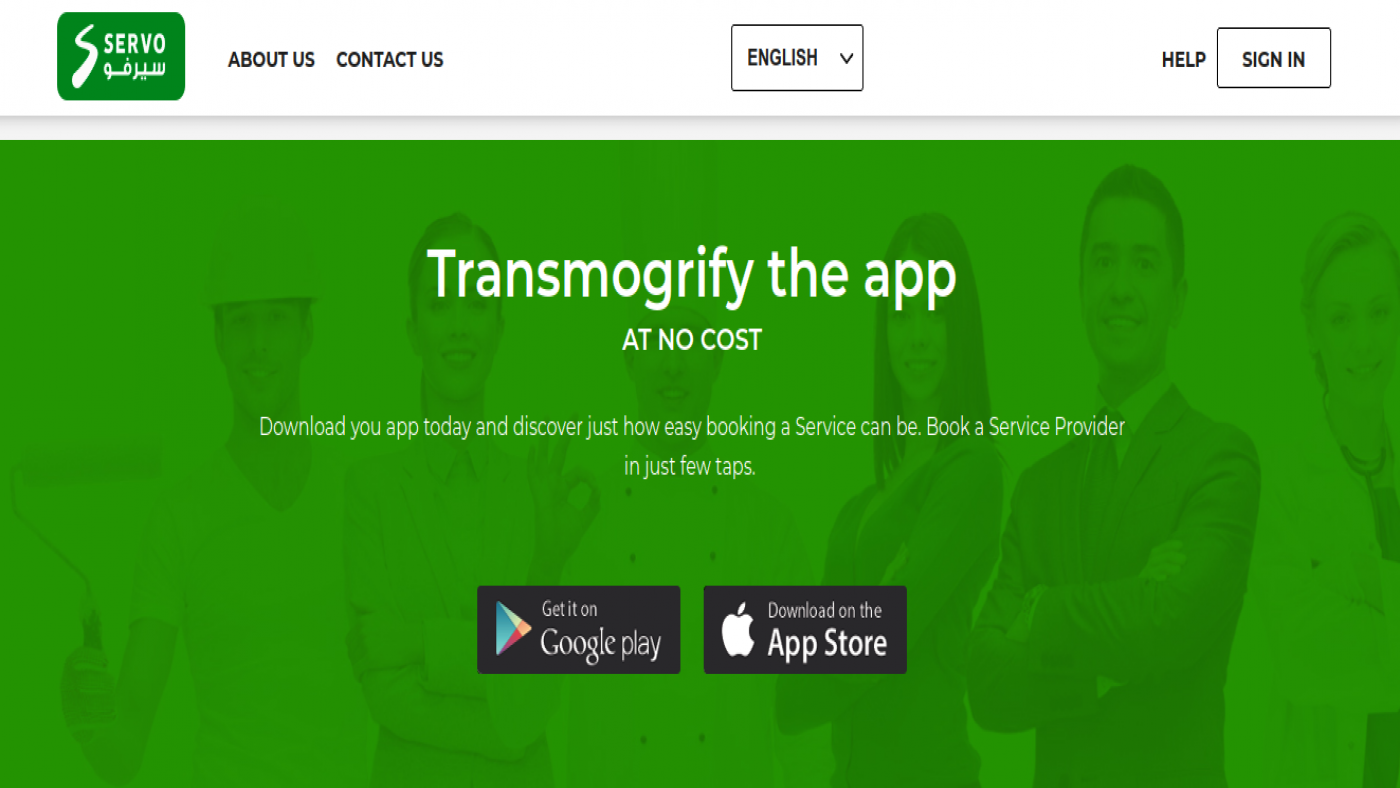 SERVO
سيرفـو
ABOUT US
CONTACT US
ENGLISH
HELP
SIGN IN
Transmogrify the app
AT NO COST
Download you app today and discover just how easy booking a Service can be. Book a Service Provider
in just few taps.
Get it on
Google play
Download on the
App Store